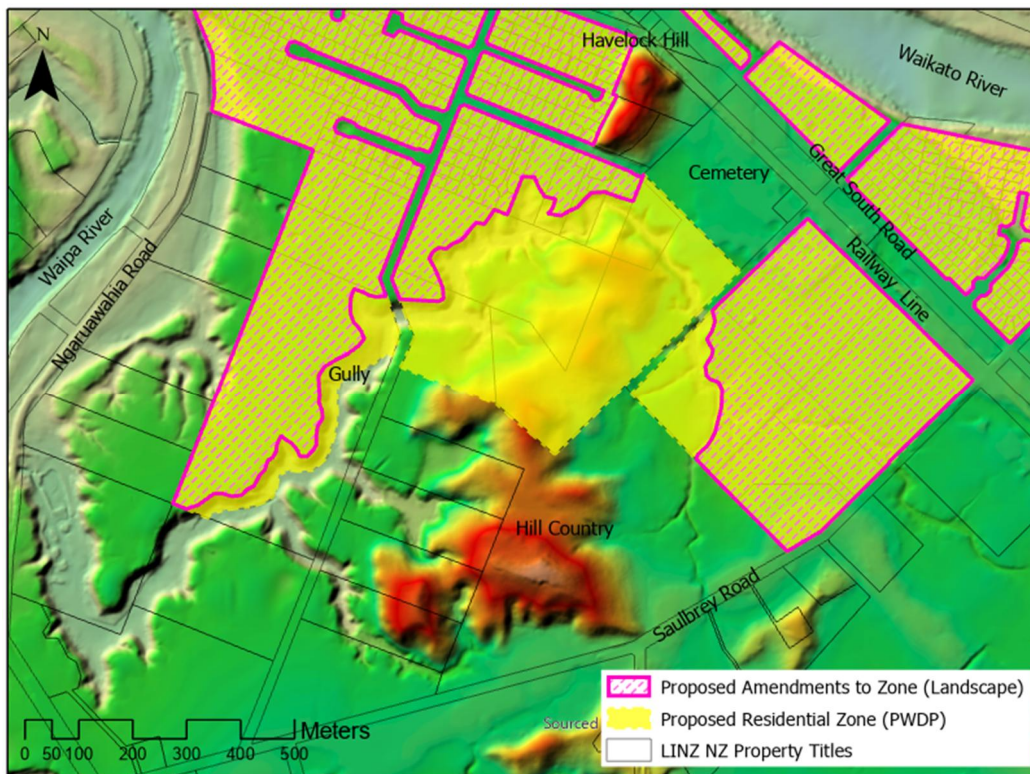 N
Havelock Hill
Waikato River
Cemetery
Great South Road
Railway Line
Waipa River
Ngaruawahia Road
Gully
Hill Country
Saulbrey Road
Proposed Amendments to Zone (Landscape)
Proposed Residential Zone (PWDP)
LINZ NZ Property Titles
Sourced
Meters
0 50 100 200 300 400 500